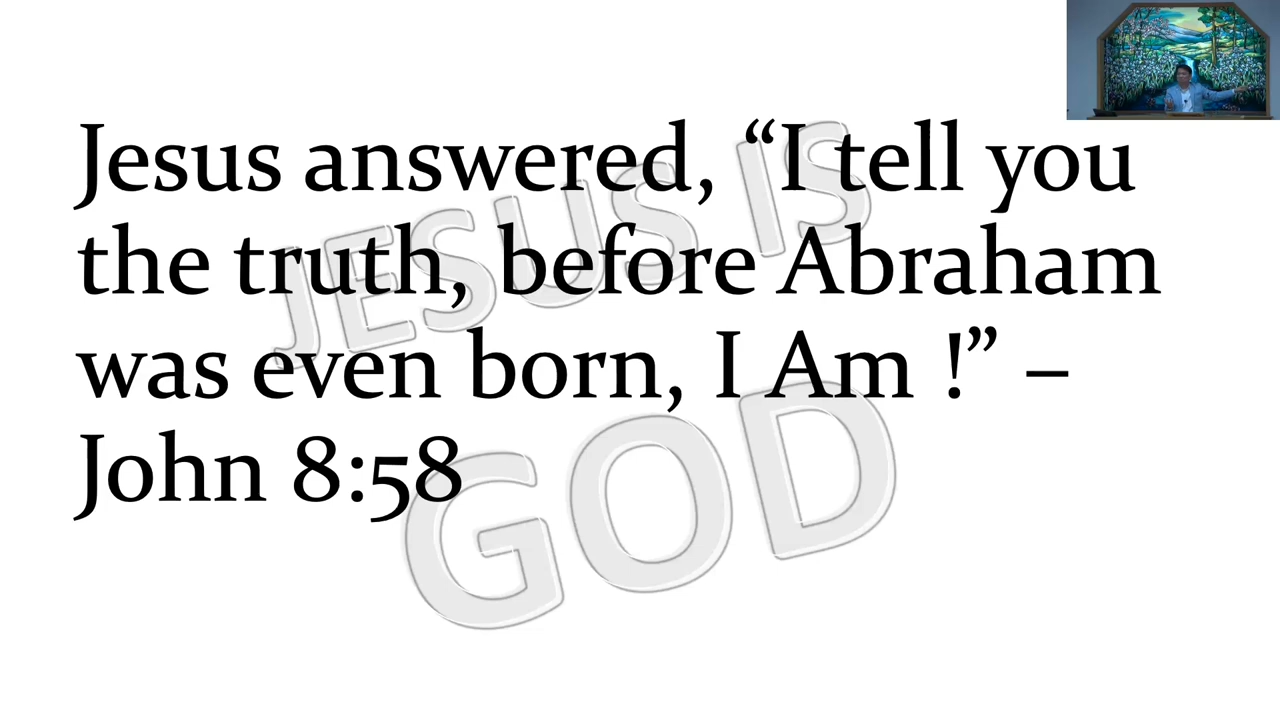 Jesus answered, “I tell you
the truth, before Abraham
was even born, I Am !” –
John 8:58
JESUS IS
GOD